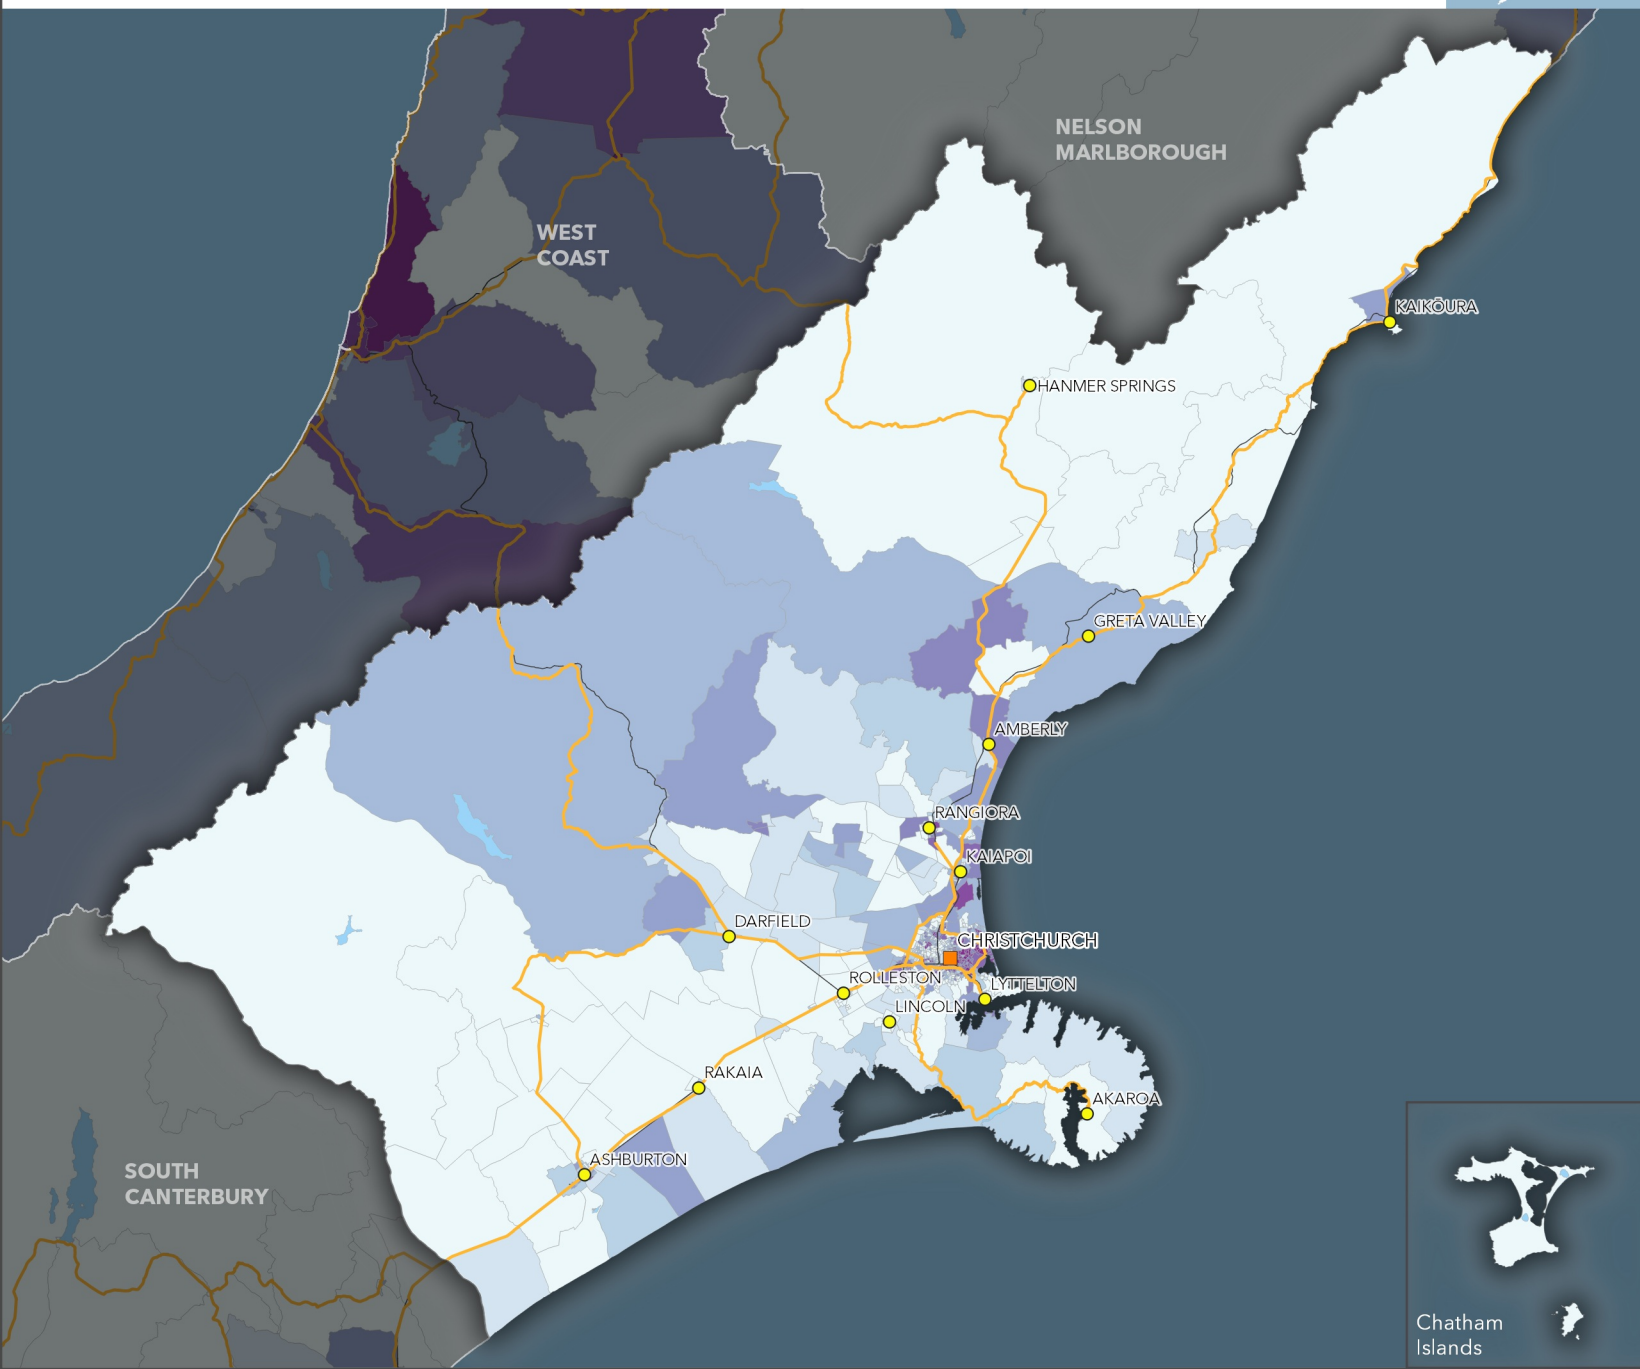 NELSON
MARLBOROUGH
WEST
COAST
KAIKŌURA
HANMER SPRINGS
GRETA VALLEY
AMBERLY
RANGIORA
KAIAPOI
DARFIELD
CHRISTCHURCH
ROLLESTON
LYTTELTON
LINCOLN
RAKAIA
AKAROA
ASHBURTON
SOUTH
CANTERBURY
Chatham
Islands